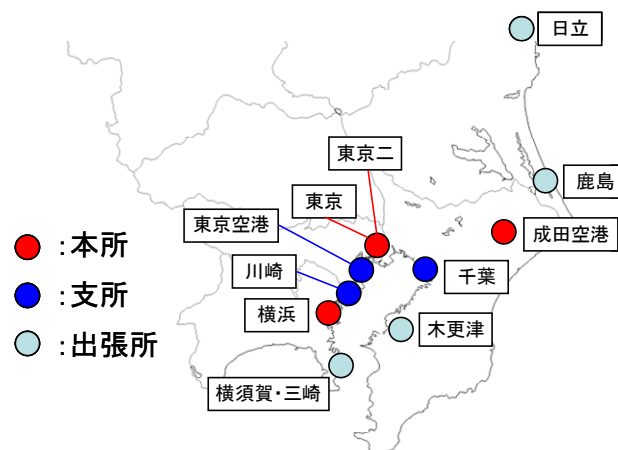 日立
東京二
鹿島
東京
東京空港
成田空港
：本所
川崎
千葉
：支所
横浜
木更津
：出張所
横須賀・三崎